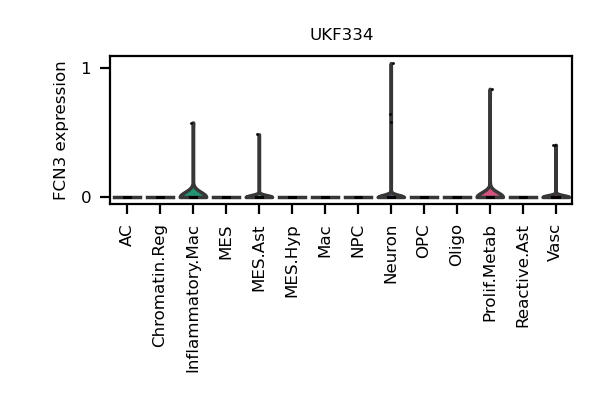 UKF334
FCN3 expression
1
0
AC
Chromatin.Reg
Inflammatory.Mac
MES
MES.Ast
MES.Hyp
Mac
NPC
Neuron
OPC
Oligo
Prolif.Metab
Reactive.Ast
Vasc